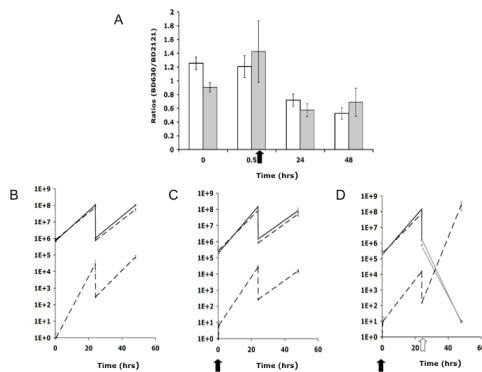 A
Ratios (BD630/BD2121)
2
1.8
1.6
1.4
1.2
1
0.8
0.6
0.4
0.2
0
0 0.5 24 48
Time (hrs)
B C D
1E+9 1E+9 1E+9
1E+8 1E+8 1E+8
1E+7 1E+7 1E+7
1E+6 1E+6 1E+6
1E+5 1E+5 1E+5
1E+4 1E+4 1E+4
1E+3 1E+3 1E+3
1E+2 1E+2 1E+2
1E+1 1E+1 1E+1
1E+0 1E+0 1E+0
0 20 40 60 0 20 40 60 0 20 40 60
Time (hrs) Time (hrs) Time (hrs)